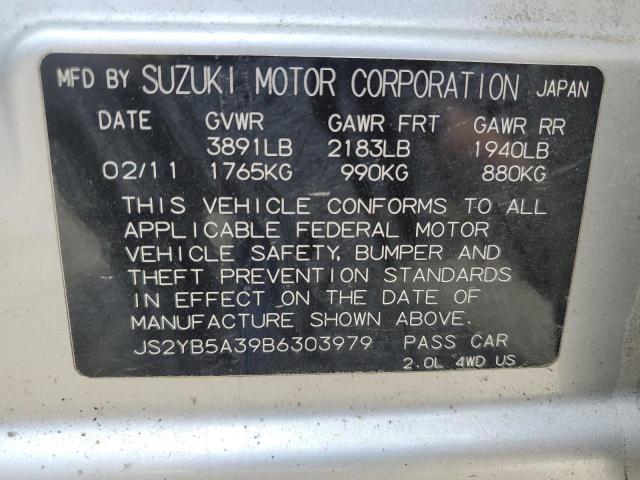 MFD BY SUZUKI MOTOR CORPORATION JAPAN
DATE GVWR GAWR FRT GAWR RR
3891LB 2183LB 1940LB
02/11 1765KG 990KG 880KG
THIS VEHICLE CONFORMS TO ALL
APPLICABLE FEDERAL MOTOR
VEHICLE SAFETY, BUMPER AND
THEFT PREVENTION STANDARDS
IN EFFECT ON THE DATE OF
MANUFACTURE SHOWN ABOVE.
JS2YB5A39B6303979 PASS CAR
2.0L 4WD US